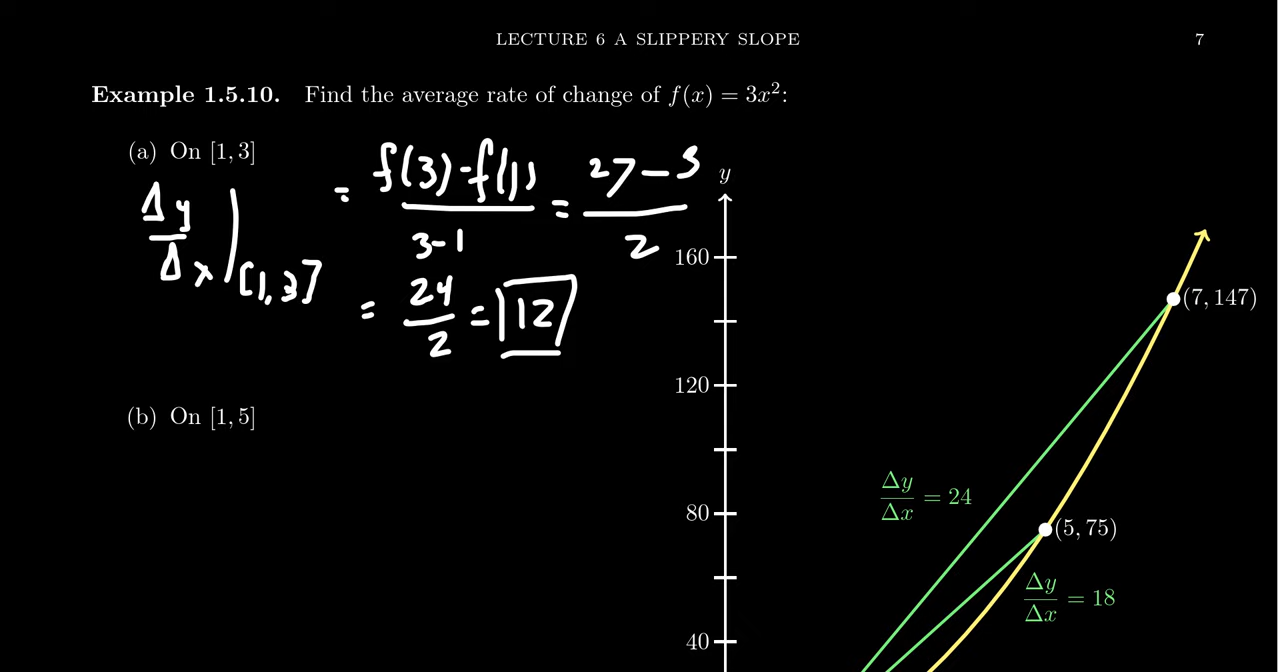 LECTURE 6 A SLIPPERY SLOPE 7
Example 1.5.10. Find the average rate of change of f(x) = 3x²:
(a) On [1, 3]
Δy/Δx |[1,3] = (f(3)-f(1))/(3-1) = (27-3)/2
= 24/2 = 12
(b) On [1, 5]
y
160
120
80
40
(7, 147)
Δy/Δx = 24
(5, 75)
Δy/Δx = 18